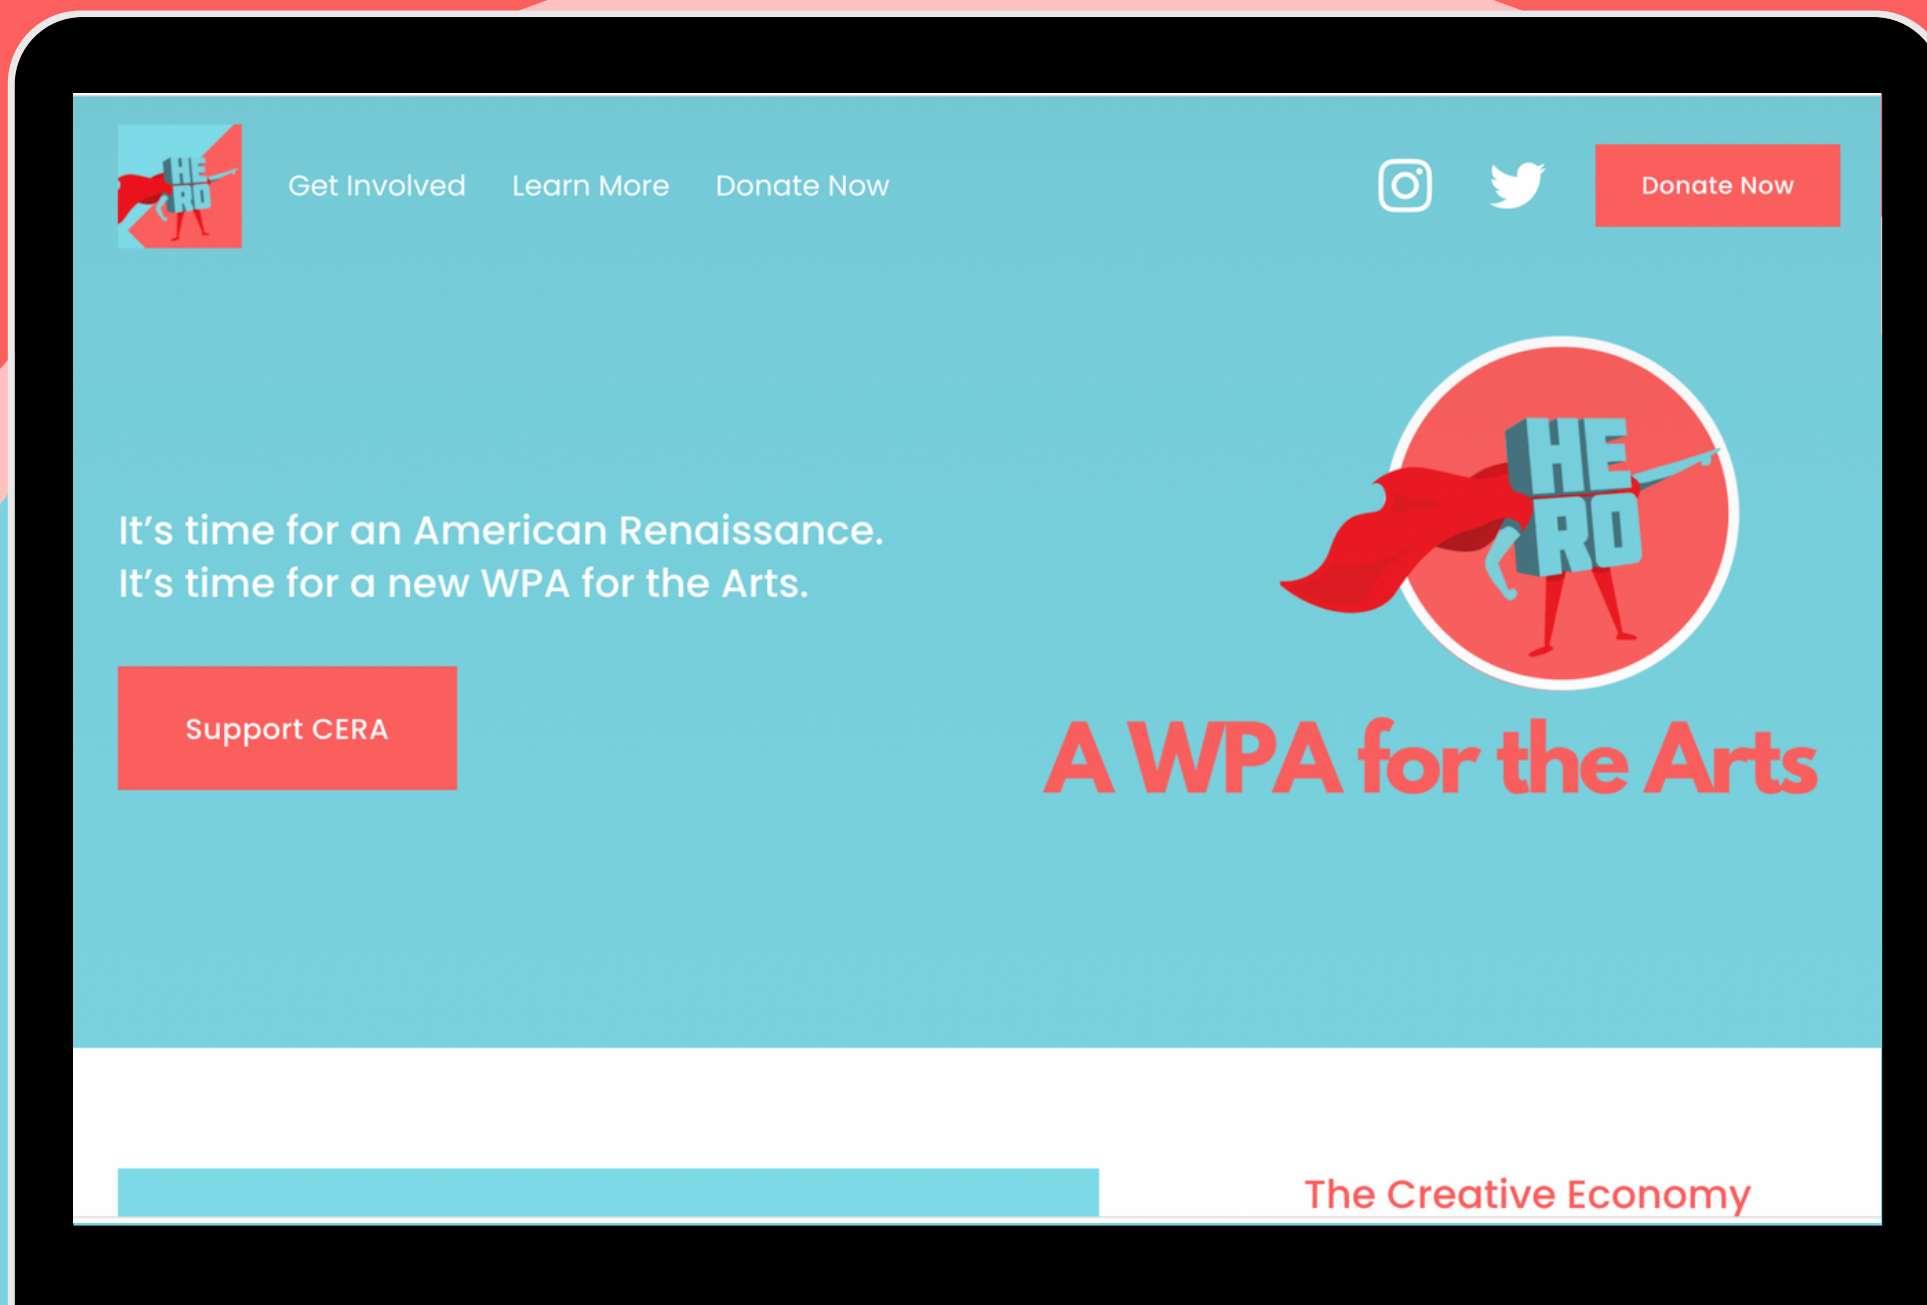 HE
RO
Get Involved
Learn More
Donate Now
Donate Now
It’s time for an American Renaissance.
It’s time for a new WPA for the Arts.
Support CERA
HE
RO
A WPA for the Arts
The Creative Economy